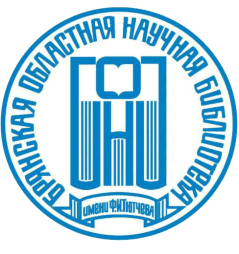 БРЯНСКАЯ ОБЛАСТНАЯ НАУЧНАЯ БИБЛИОТЕКА
ИМЕНИ Ф.И.ТЮТЧЕВА